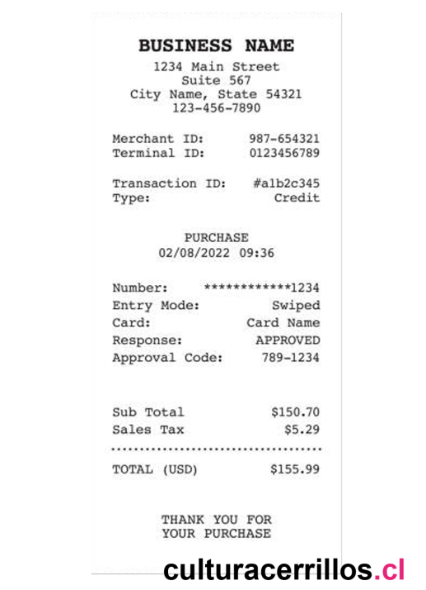 BUSINESS NAME
1234 Main Street
Suite 567
City Name, State 54321
123-456-7890
Merchant ID: 987-654321
Terminal ID: 0123456789
Transaction ID: #a1b2c345
Type: Credit
PURCHASE
02/08/2022 09:36
Number: ************1234
Entry Mode: Swiped
Card: Card Name
Response: APPROVED
Approval Code: 789-1234
Sub Total $150.70
Sales Tax $5.29
TOTAL (USD) $155.99
THANK YOU FOR
YOUR PURCHASE
culturacerrillos.cl